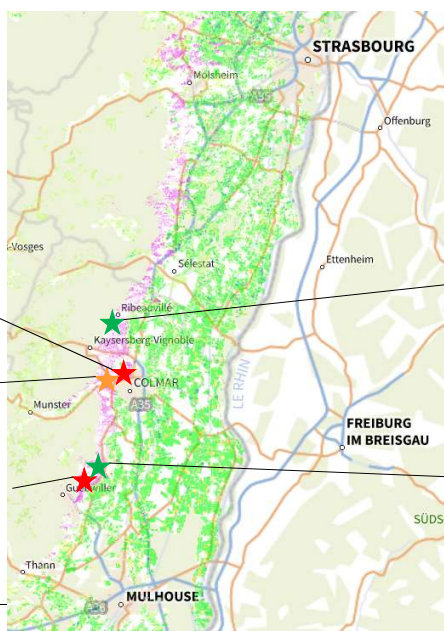 STRASBOURG
Molsheim
A35
Offenburg
-Vosges
Ettenheim
Sélestat
Ribeauvillé
Kaysersberg-Vignoble
LE RHIN
COLMAR
Munster
A35
FREIBURG
IM BREISGAU
SÜDS
Thann
MULHOUSE